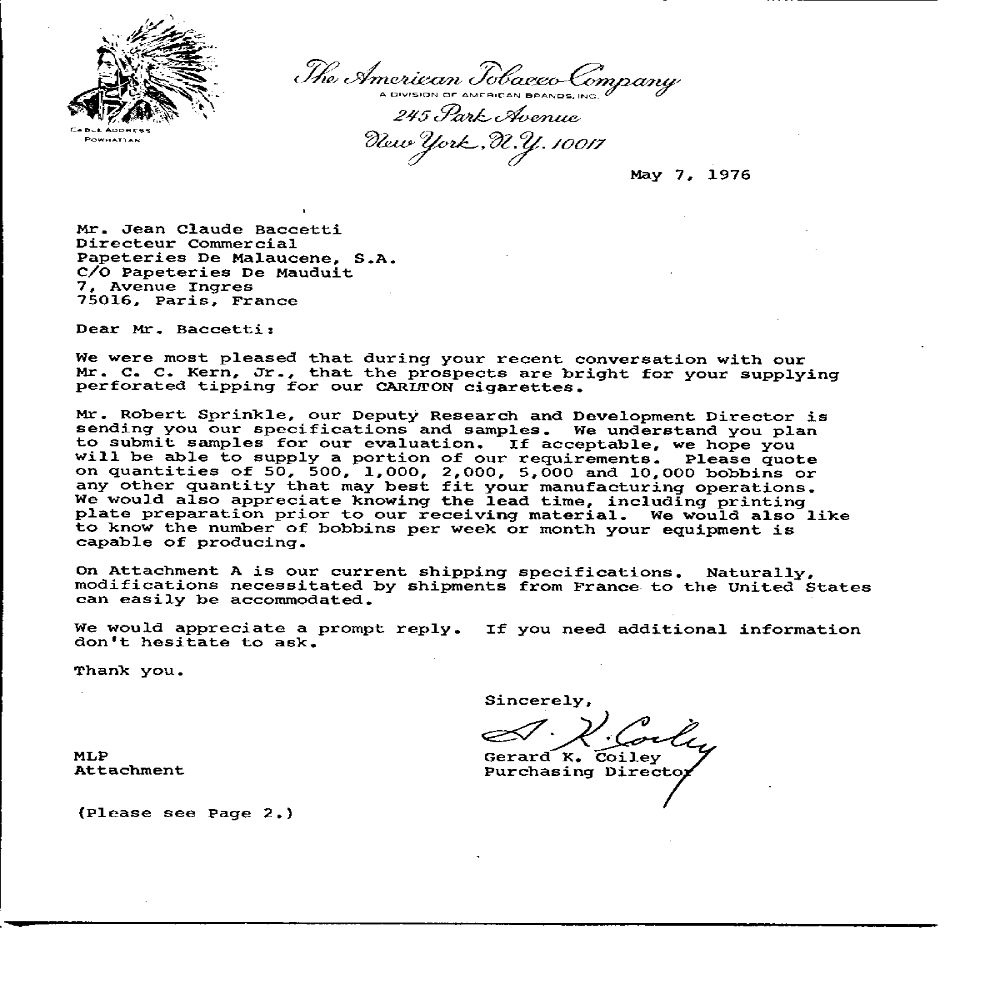 The American Tobacco Company
A DIVISION OF AMERICAN BRANDS, INC.
245 Park Avenue
New York, N.Y. 10017
CABLE ADDRESS
POWHATTAN
May 7, 1976
Mr. Jean Claude Baccetti
Directeur Commercial
Papeteries De Malaucene, S.A.
C/O Papeteries De Mauduit
7, Avenue Ingres
75016, Paris, France
Dear Mr. Baccetti:
We were most pleased that during your recent conversation with our
Mr. C. C. Kern, Jr., that the prospects are bright for your supplying
perforated tipping for our CARLTON cigarettes.
Mr. Robert Sprinkle, our Deputy Research and Development Director is
sending you our specifications and samples.  We understand you plan
to submit samples for our evaluation.  If acceptable, we hope you
will be able to supply a portion of our requirements.  Please quote
on quantities of 50, 500, 1,000, 2,000, 5,000 and 10,000 bobbins or
any other quantity that may best fit your manufacturing operations.
We would also appreciate knowing the lead time, including printing
plate preparation prior to our receiving material.  We would also like
to know the number of bobbins per week or month your equipment is
capable of producing.
On Attachment A is our current shipping specifications.  Naturally,
modifications necessitated by shipments from France to the United States
can easily be accommodated.
We would appreciate a prompt reply.  If you need additional information
don't hesitate to ask.
Thank you.
Sincerely,
G. K. Coiley
Gerard K. Coiley
Purchasing Director
MLP
Attachment
(Please see Page 2.)